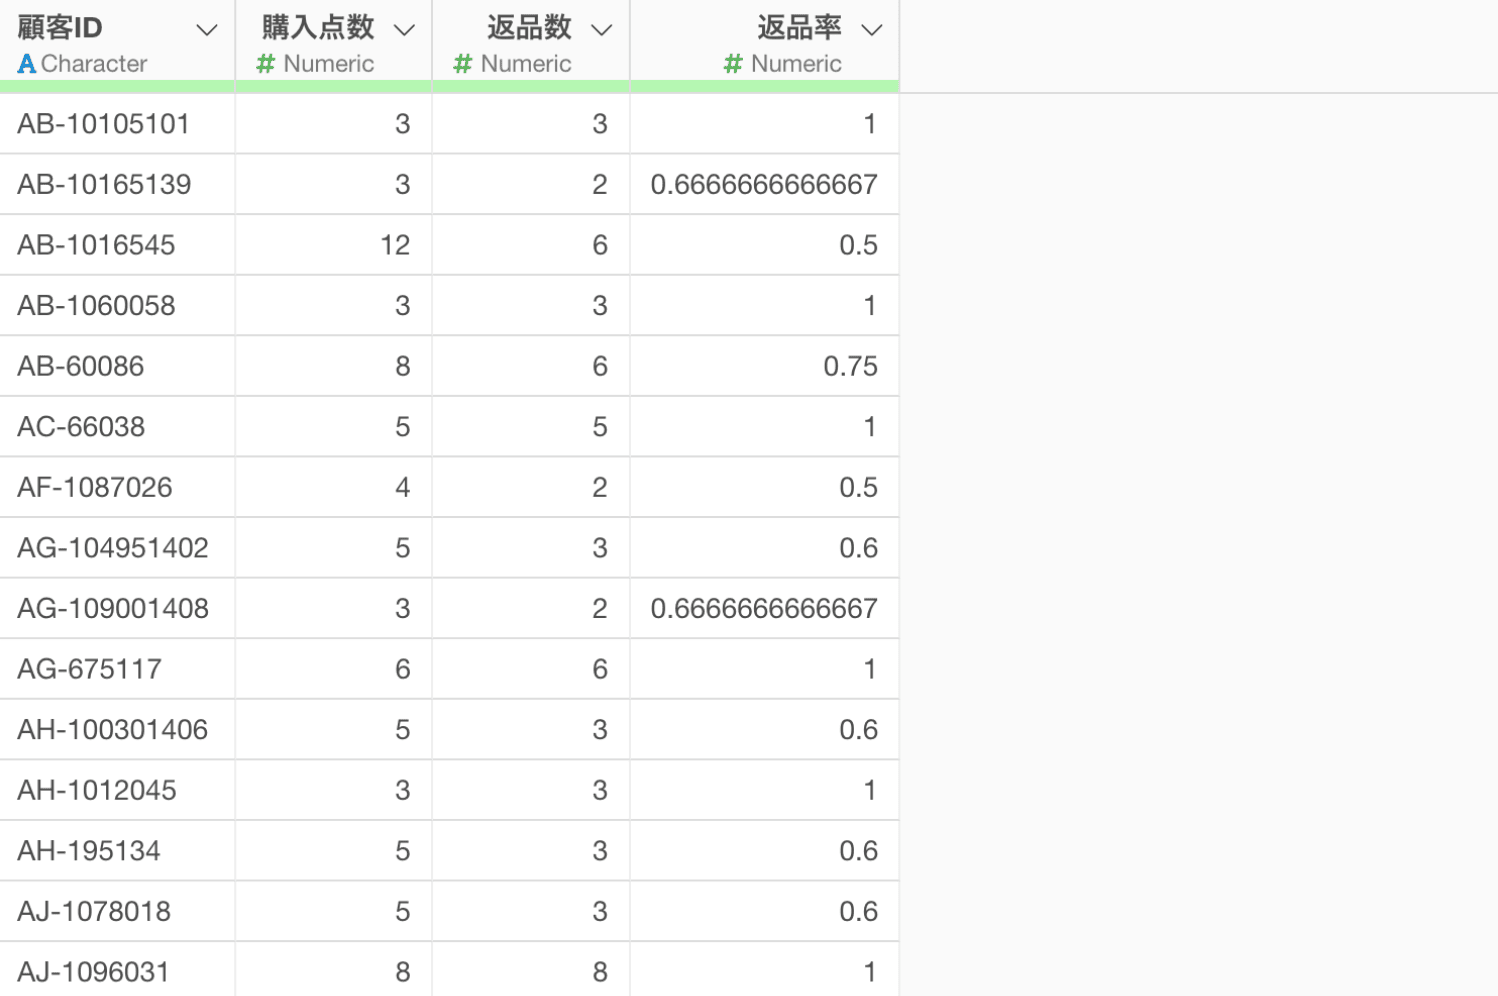 顧客ID 購入点数 返品数 返品率
Character # Numeric # Numeric # Numeric
AB-10105101 3 3 1
AB-10165139 3 2 0.6666666666667
AB-1016545 12 6 0.5
AB-1060058 3 3 1
AB-60086 8 6 0.75
AC-66038 5 5 1
AF-1087026 4 2 0.5
AG-104951402 5 3 0.6
AG-109001408 3 2 0.6666666666667
AG-675117 6 6 1
AH-100301406 5 3 0.6
AH-1012045 3 3 1
AH-195134 5 3 0.6
AJ-1078018 5 3 0.6
AJ-1096031 8 8 1